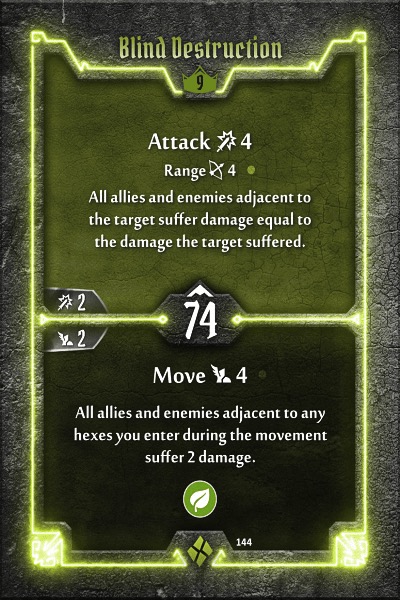 Blind Destruction
9
Attack 4
Range 4
All allies and enemies adjacent to
the target suffer damage equal to
the damage the target suffered.
2
74
2
Move 4
All allies and enemies adjacent to any
hexes you enter during the movement
suffer 2 damage.
144